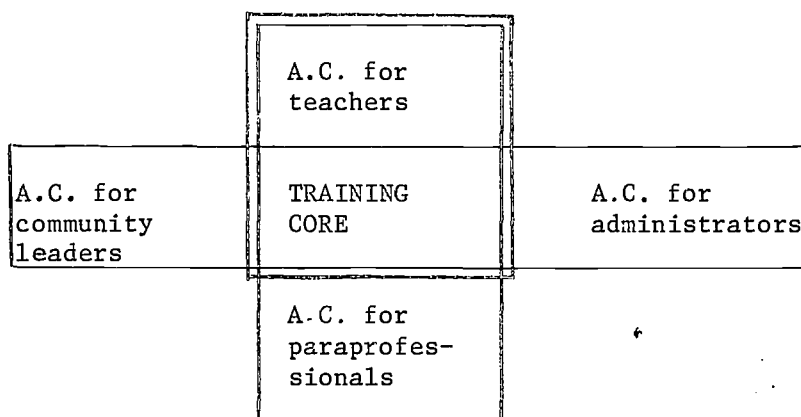 A.C. for
teachers
A.C. for
community
leaders
TRAINING
CORE
A.C. for
administrators
A.C. for
paraprofes-
sionals